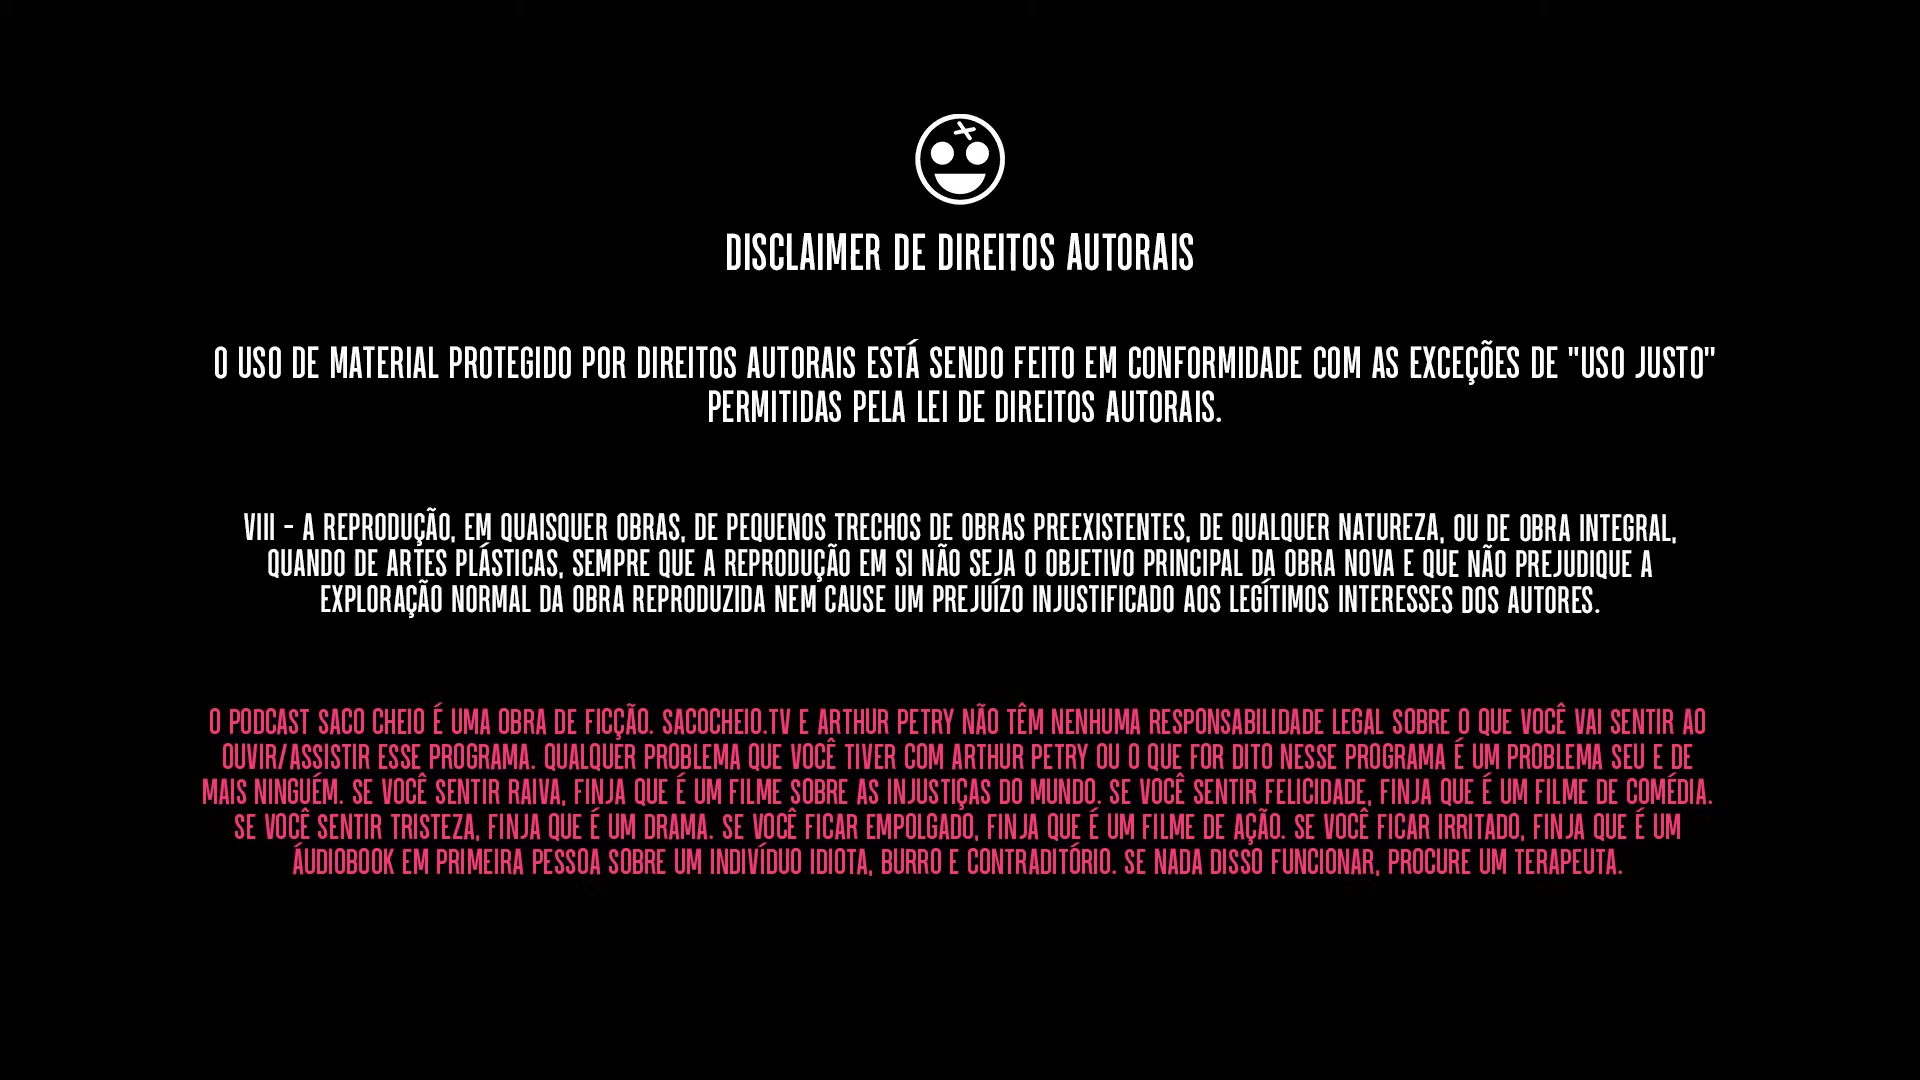 DISCLAIMER DE DIREITOS AUTORAIS
O USO DE MATERIAL PROTEGIDO POR DIREITOS AUTORAIS ESTÁ SENDO FEITO EM CONFORMIDADE COM AS EXCEÇÕES DE "USO JUSTO"
PERMITIDAS PELA LEI DE DIREITOS AUTORAIS.
VIII - A REPRODUÇÃO, EM QUAISQUER OBRAS, DE PEQUENOS TRECHOS DE OBRAS PREEXISTENTES, DE QUALQUER NATUREZA, OU DE OBRA INTEGRAL,
QUANDO DE ARTES PLÁSTICAS, SEMPRE QUE A REPRODUÇÃO EM SI NÃO SEJA O OBJETIVO PRINCIPAL DA OBRA NOVA E QUE NÃO PREJUDIQUE A
EXPLORAÇÃO NORMAL DA OBRA REPRODUZIDA NEM CAUSE UM PREJUÍZO INJUSTIFICADO AOS LEGÍTIMOS INTERESSES DOS AUTORES.
O PODCAST SACO CHEIO É UMA OBRA DE FICÇÃO. SACOCHEIO.TV E ARTHUR PETRY NÃO TÊM NENHUMA RESPONSABILIDADE LEGAL SOBRE O QUE VOCÊ VAI SENTIR AO
OUVIR/ASSISTIR ESSE PROGRAMA. QUALQUER PROBLEMA QUE VOCÊ TIVER COM ARTHUR PETRY OU O QUE FOR DITO NESSE PROGRAMA É UM PROBLEMA SEU E DE
MAIS NINGUÉM. SE VOCÊ SENTIR RAIVA, FINJA QUE É UM FILME SOBRE AS INJUSTIÇAS DO MUNDO. SE VOCÊ SENTIR FELICIDADE, FINJA QUE É UM FILME DE COMÉDIA.
SE VOCÊ SENTIR TRISTEZA, FINJA QUE É UM DRAMA. SE VOCÊ FICAR EMPOLGADO, FINJA QUE É UM FILME DE AÇÃO. SE VOCÊ FICAR IRRITADO, FINJA QUE É UM
ÁUDIOBOOK EM PRIMEIRA PESSOA SOBRE UM INDIVÍDUO IDIOTA, BURRO E CONTRADITÓRIO. SE NADA DISSO FUNCIONAR, PROCURE UM TERAPEUTA.